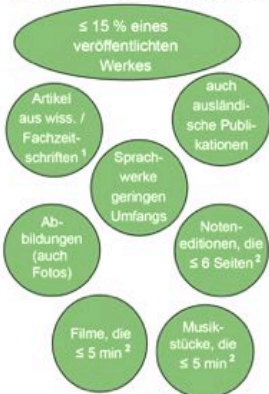 ≤ 15 % eines
veröffentlichten
Werkes
Artikel
aus wiss. /
Fachzeit-
schriften ¹
auch
ausländi-
sche Publi-
kationen
Sprach-
werke
geringen
Umfangs
Ab-
bildungen
(auch
Fotos)
Noten-
editionen, die
≤ 6 Seiten ²
Filme, die
≤ 5 min ²
Musik-
stücke, die
≤ 5 min ²